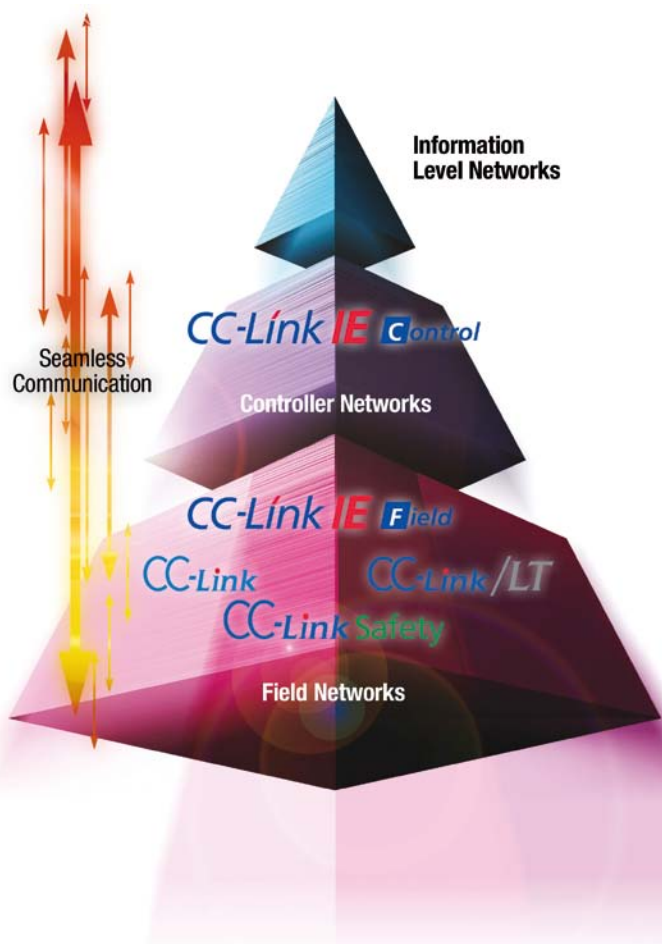 Information
Level Networks
CC-Link IE Control
Seamless
Communication
Controller Networks
CC-Link IE Field
CC-Link
CC-Link/LT
CC-Link Safety
Field Networks